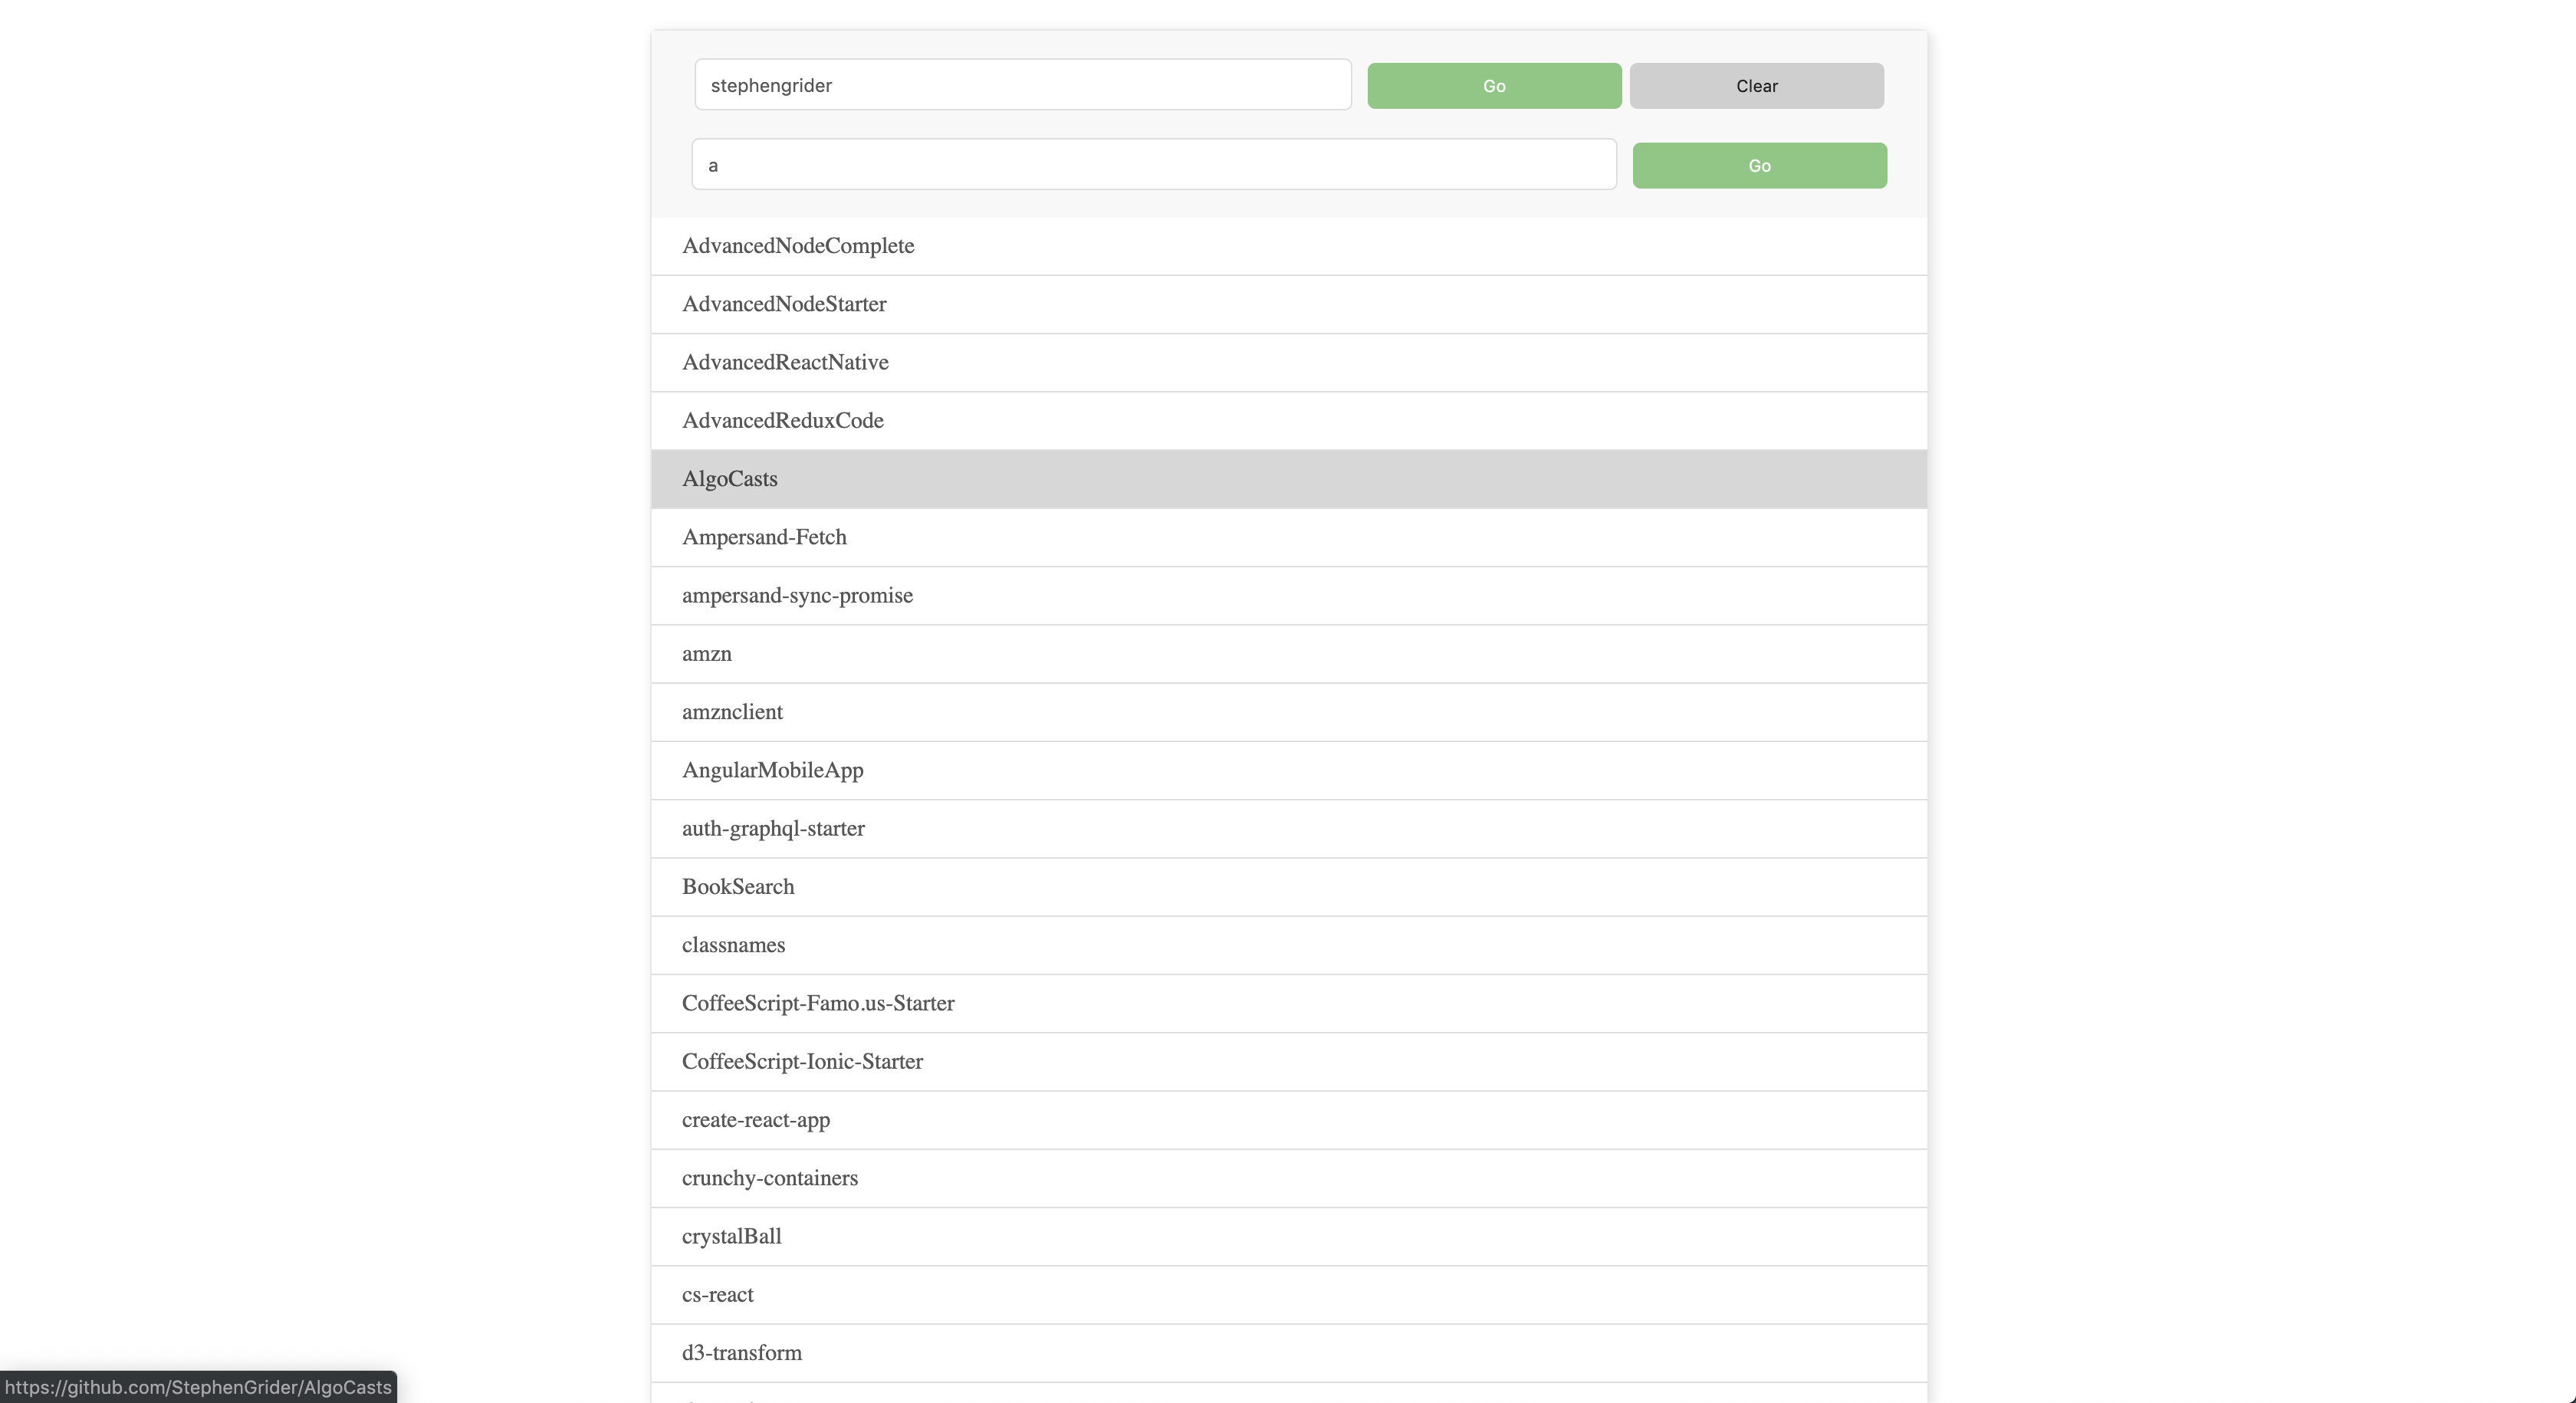 stephengrider
Go
Clear
a
Go
AdvancedNodeComplete
AdvancedNodeStarter
AdvancedReactNative
AdvancedReduxCode
AlgoCasts
Ampersand-Fetch
ampersand-sync-promise
amzn
amznclient
AngularMobileApp
auth-graphql-starter
BookSearch
classnames
CoffeeScript-Famo.us-Starter
CoffeeScript-Ionic-Starter
create-react-app
crunchy-containers
crystalBall
cs-react
d3-transform
https://github.com/StephenGrider/AlgoCasts